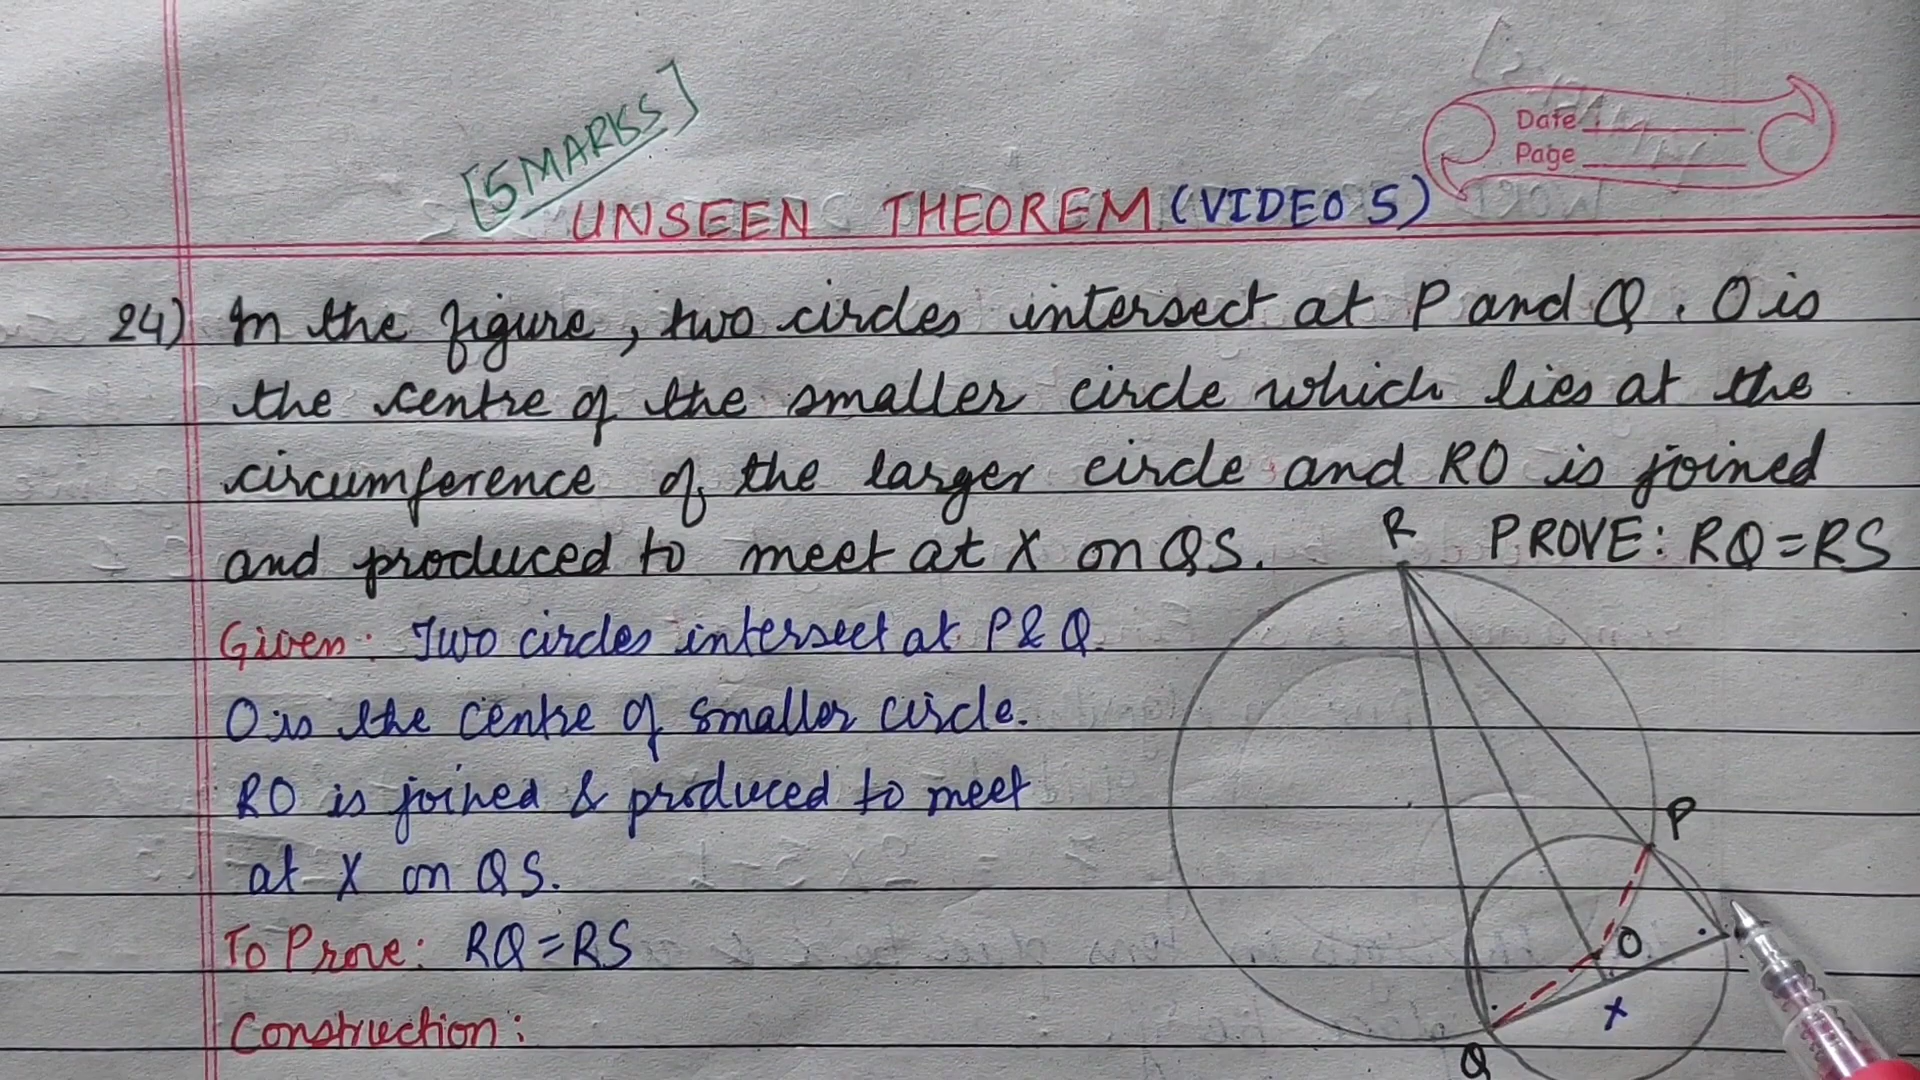 [5 MARKS]
Date
Page
UNSEEN THEOREM (VIDEO 5)
24) In the figure, two circles intersect at P and Q. O is
the centre of the smaller circle which lies at the
circumference of the larger circle and RO is joined
and produced to meet at X on QS.
R PROVE: RQ=RS
Given: Two circles intersect at P & Q.
O is the centre of smaller circle.
RO is joined & produced to meet
at X on QS.
P
To Prove: RQ=RS
O
X
Construction:
Q